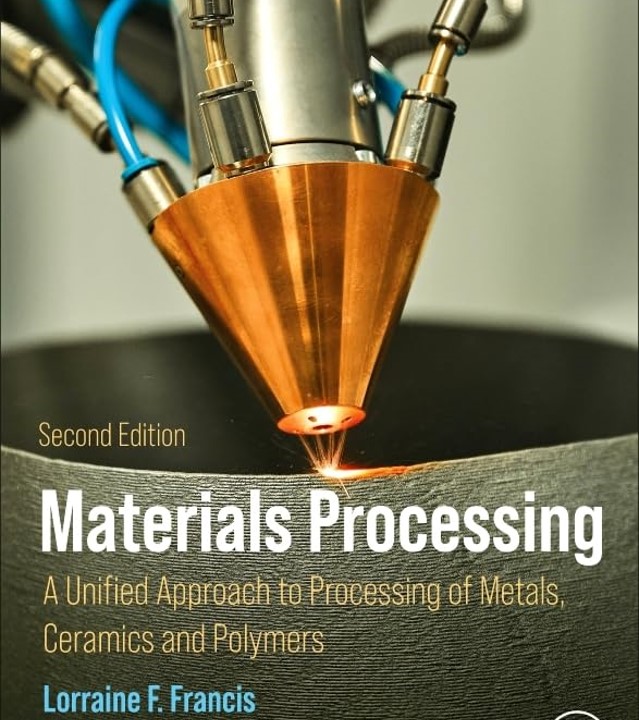 Second Edition
Materials Processing
A Unified Approach to Processing of Metals,
Ceramics and Polymers
Lorraine F. Francis